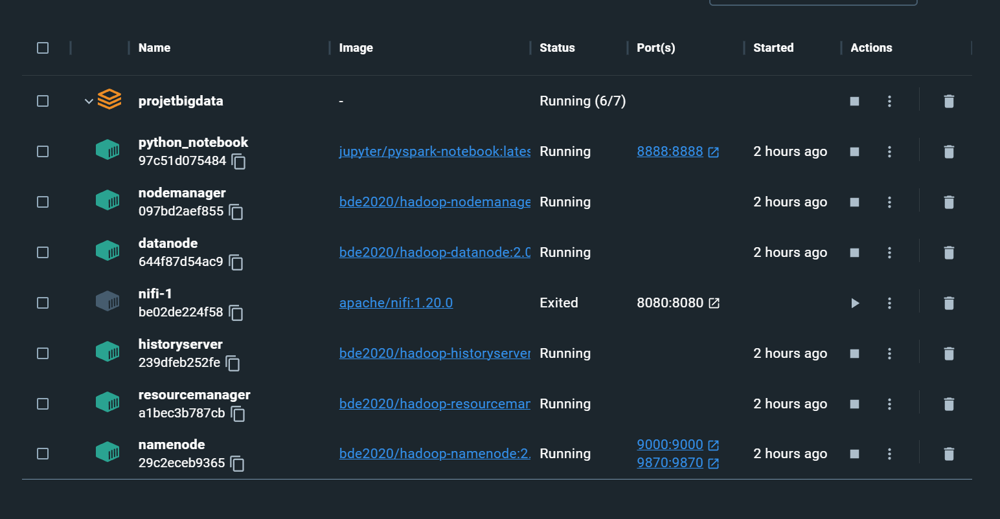 Name Image Status Port(s) Started Actions
projetbigdata - Running (6/7)
python_notebook
97c51d075484 jupyter/pyspark-notebook:lates Running 8888:8888 2 hours ago
nodemanager
097bd2aef855 bde2020/hadoop-nodemanage Running 2 hours ago
datanode
644f87d54ac9 bde2020/hadoop-datanode:2.0 Running 2 hours ago
nifi-1
be02de224f58 apache/nifi:1.20.0 Exited 8080:8080
historyserver
239dfeb252fe bde2020/hadoop-historyserver Running 2 hours ago
resourcemanager
a1bec3b787cb bde2020/hadoop-resourcemar Running 2 hours ago
namenode 9000:9000
29c2eceb9365 bde2020/hadoop-namenode:2. Running 9870:9870 2 hours ago